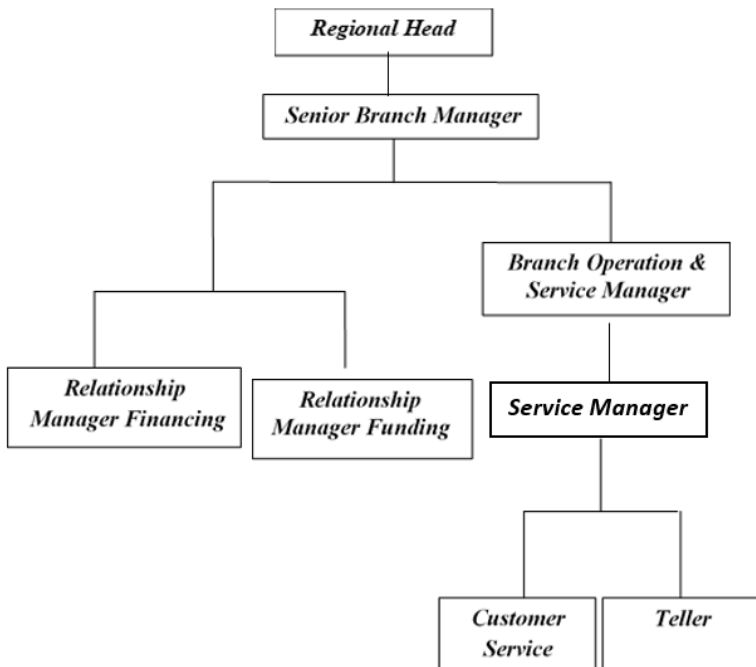 Regional Head
Senior Branch Manager
Branch Operation &
Service Manager
Relationship
Manager Financing
Relationship
Manager Funding
Service Manager
Customer
Service
Teller